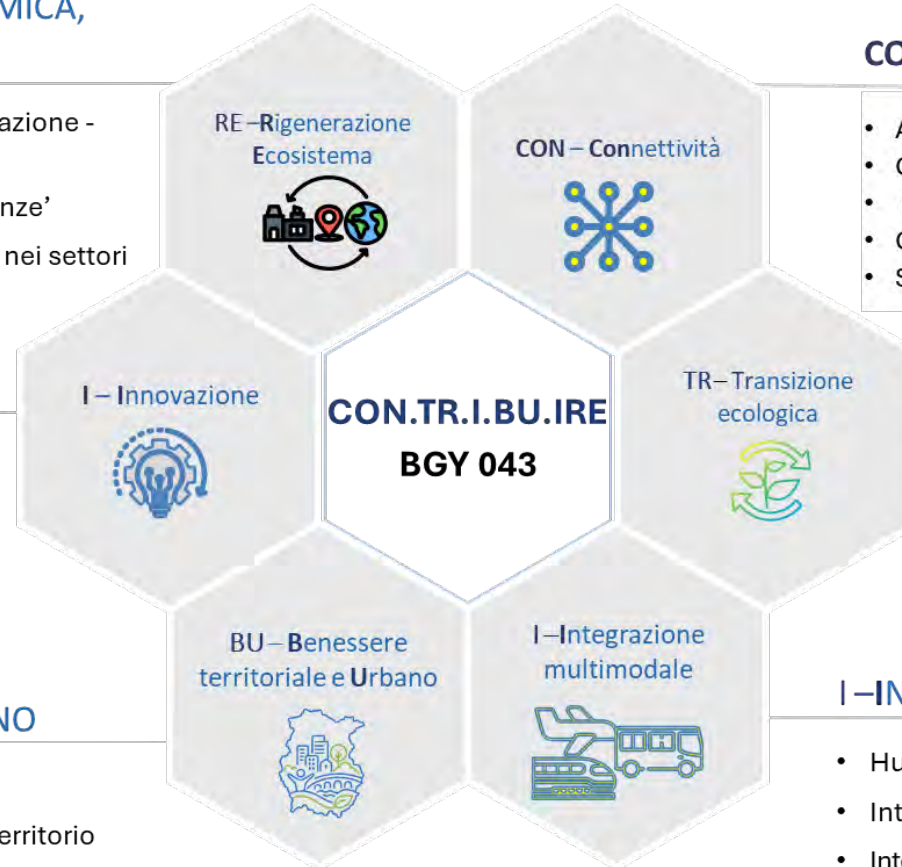 MICA,
azione -
nze’
nei settori
NO
erritorio
RE –Rigenerazione
Ecosistema
CON – Connettività
I – Innovazione
CON.TR.I.BU.IRE
BGY 043
TR– Transizione
ecologica
BU – Benessere
territoriale e Urbano
I –Integrazione
multimodale
CO
• A
•
• S
I –IN
• Hu
• Int
• Inte